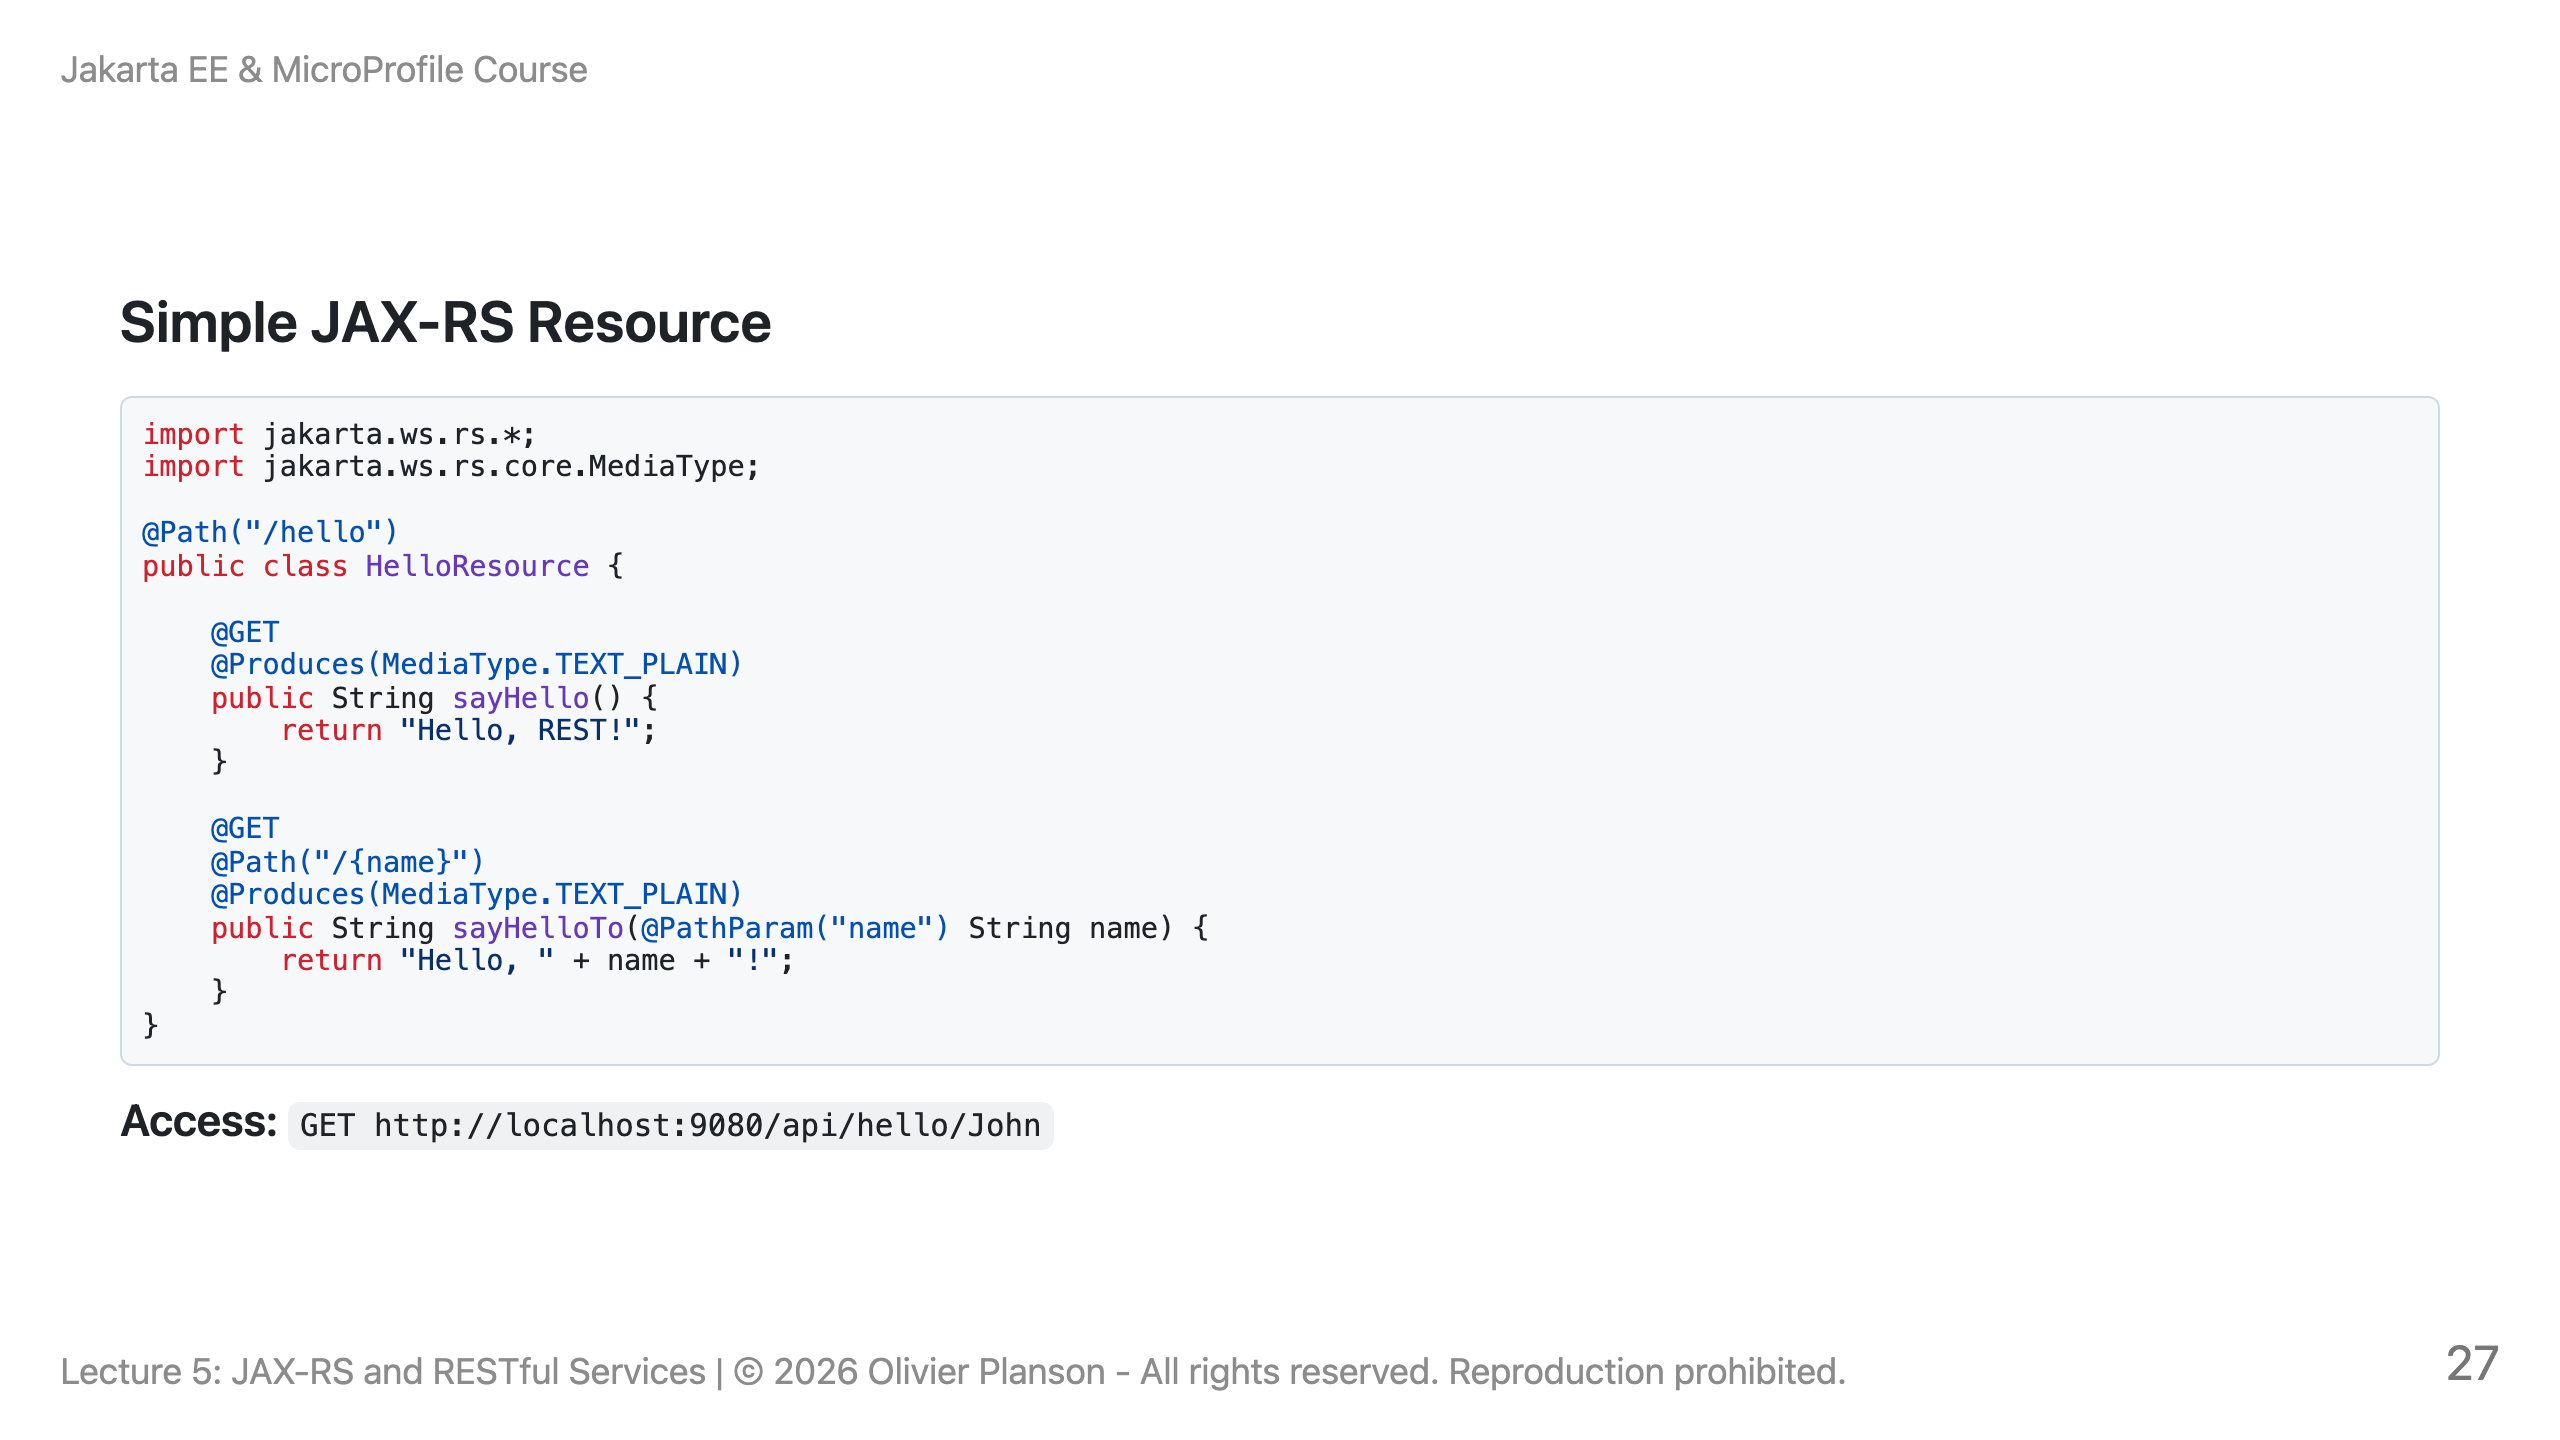 Jakarta EE & MicroProfile Course
Simple JAX-RS Resource
import jakarta.ws.rs.*;
import jakarta.ws.rs.core.MediaType;
@Path("/hello")
public class HelloResource {
    @GET
    @Produces(MediaType.TEXT_PLAIN)
    public String sayHello() {
        return "Hello, REST!";
    }
    @GET
    @Path("/{name}")
    @Produces(MediaType.TEXT_PLAIN)
    public String sayHelloTo(@PathParam("name") String name) {
        return "Hello, " + name + "!";
    }
}
Access: GET http://localhost:9080/api/hello/John
Lecture 5: JAX-RS and RESTful Services | © 2026 Olivier Planson - All rights reserved. Reproduction prohibited.
27